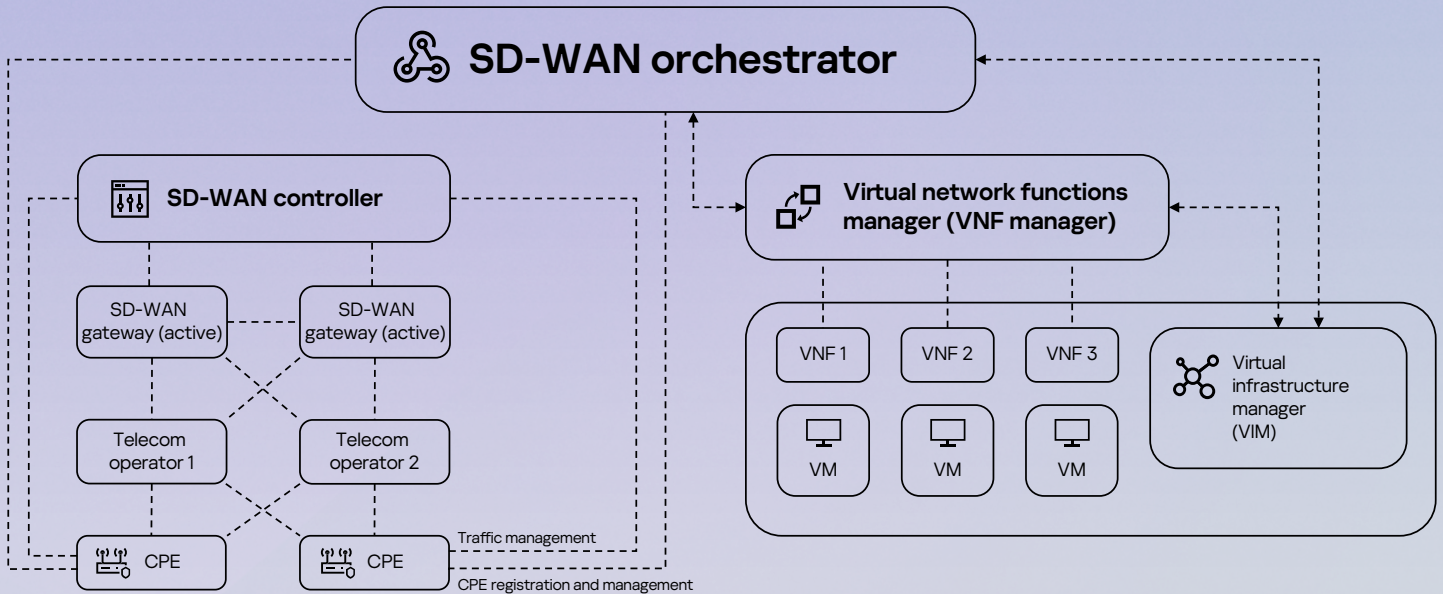 SD-WAN orchestrator
SD-WAN controller
SD-WAN
gateway (active)
SD-WAN
gateway (active)
Telecom
operator 1
Telecom
operator 2
CPE
CPE
Traffic management
CPE registration and management
Virtual network functions
manager (VNF manager)
VNF 1
VNF 2
VNF 3
VM
VM
VM
Virtual
infrastructure
manager
(VIM)